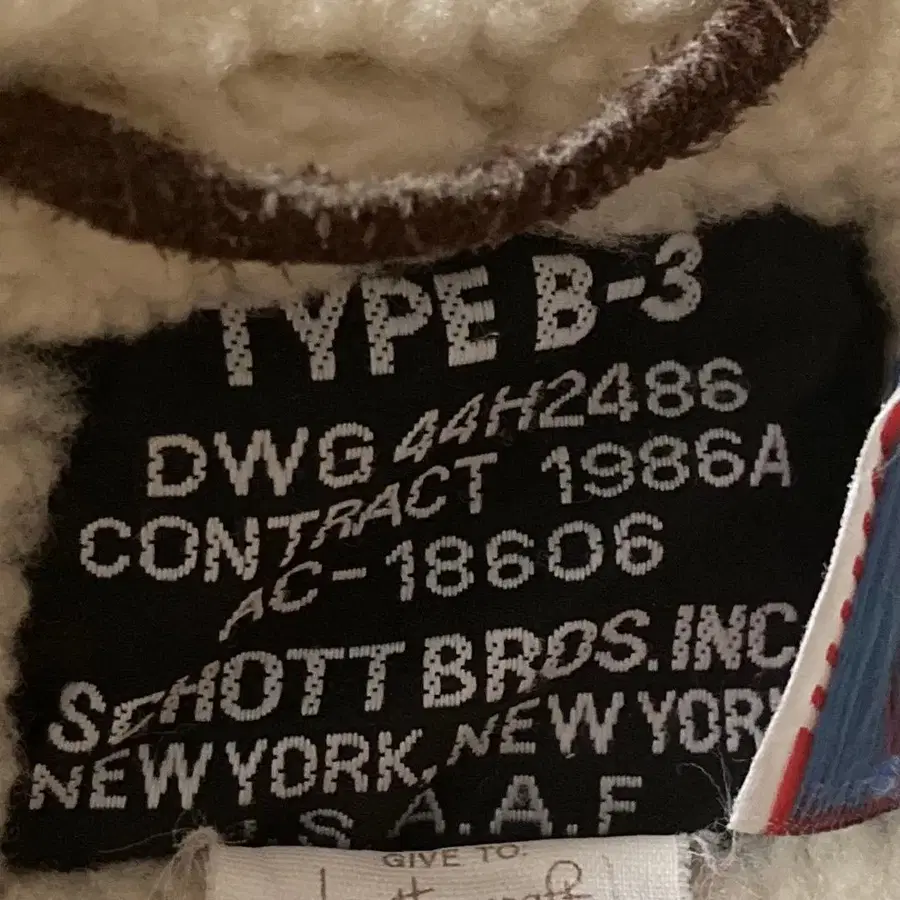 TYPE B-3
DWG 44H2486
CONTRACT 1986A
AC-18606
SCHOTT BROS. INC
NEW YORK, NEW YORK
S.A.A.F
GIVE TO: